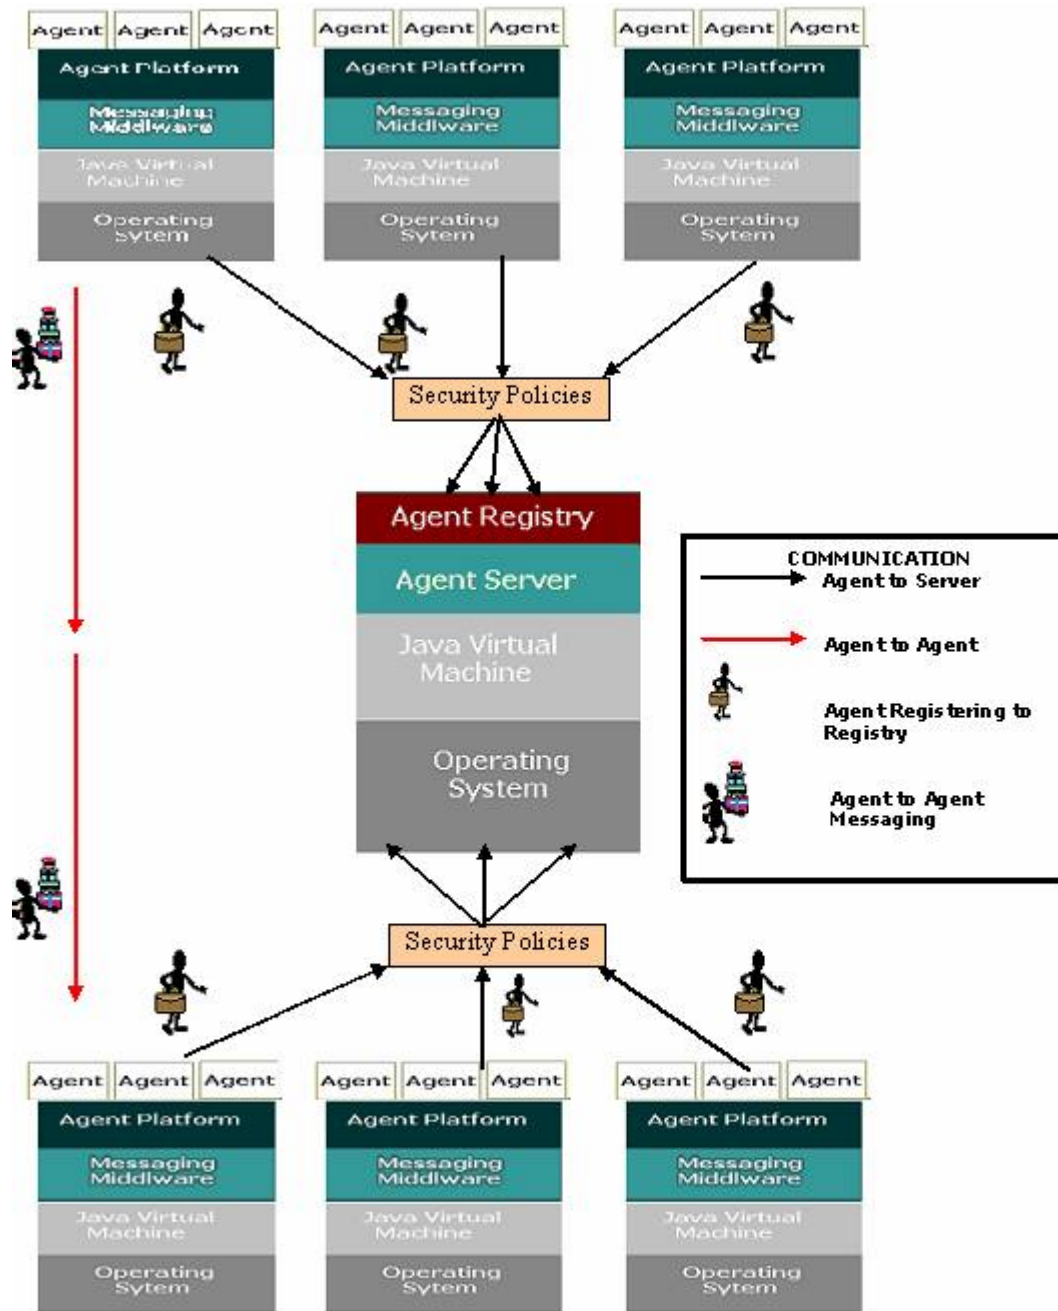 Agent Agent Agent
Agent Platform
Messaging
Middlware
Java Virtual
Machine
Operating
Sytem
Agent Agent Agent
Agent Platform
Messaging
Middlware
Java Virtual
Machine
Operating
Sytem
Agent Agent Agent
Agent Platform
Messaging
Middlware
Java Virtual
Machine
Operating
Sytem
Security Policies
Agent Registry
Agent Server
Java Virtual
Machine
Operating
System
COMMUNICATION
Agent to Server
Agent to Agent
Agent Registering to
Registry
Agent to Agent
Messaging
Security Policies
Agent Agent Agent
Agent Platform
Messaging
Middlware
Java Virtual
Machine
Operating
Sytem
Agent Agent Agent
Agent Platform
Messaging
Middlware
Java Virtual
Machine
Operating
Sytem
Agent Agent Agent
Agent Platform
Messaging
Middlware
Java Virtual
Machine
Operating
Sytem